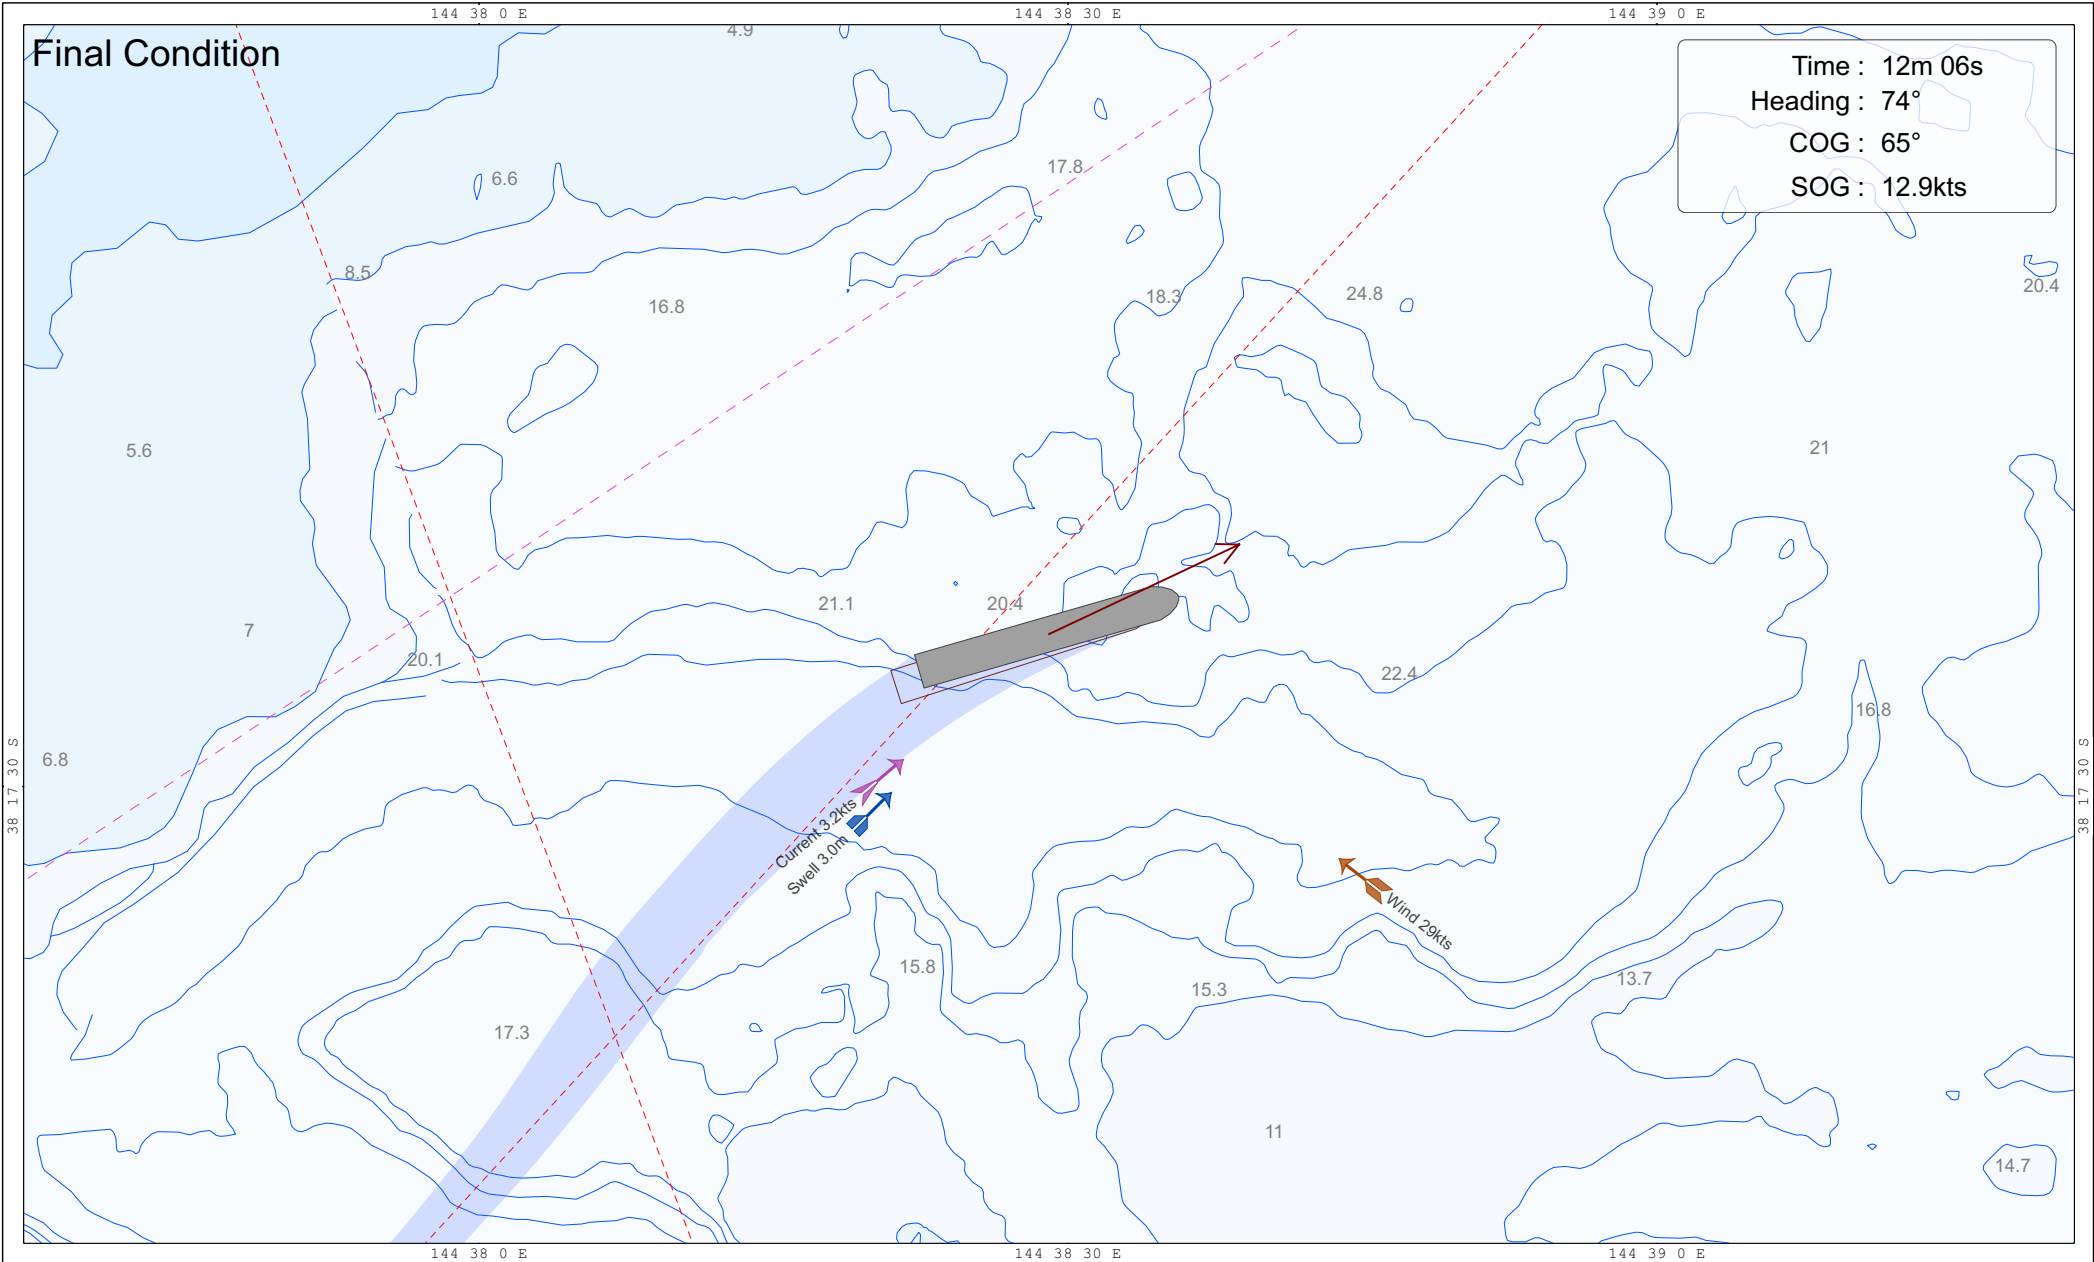 144 38 0 E
144 38 30 E
144 39 0 E
Final Condition
Time : 12m 06s
Heading : 74°
COG : 65°
SOG : 12.9kts
4.9
17.8
6.6
8.5
16.8
18.3
24.8
20.4
5.6
21
21.1
20.4
7
20.1
22.4
16.8
6.8
38 17 30 S
38 17 30 S
Current 3.2kts
Swell 3.0m
Wind 29kts
15.8
15.3
13.7
17.3
11
14.7
144 38 0 E
144 38 30 E
144 39 0 E